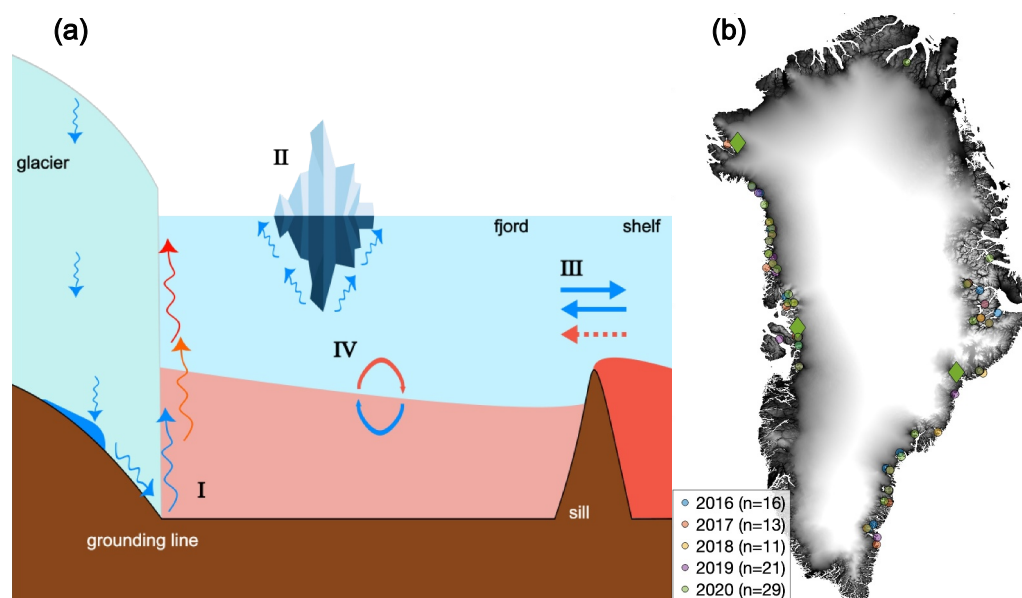 (a)
(b)
II
glacier
fjord
shelf
III
IV
I
sill
grounding line
2016 (n=16)
2017 (n=13)
2018 (n=11)
2019 (n=21)
2020 (n=29)